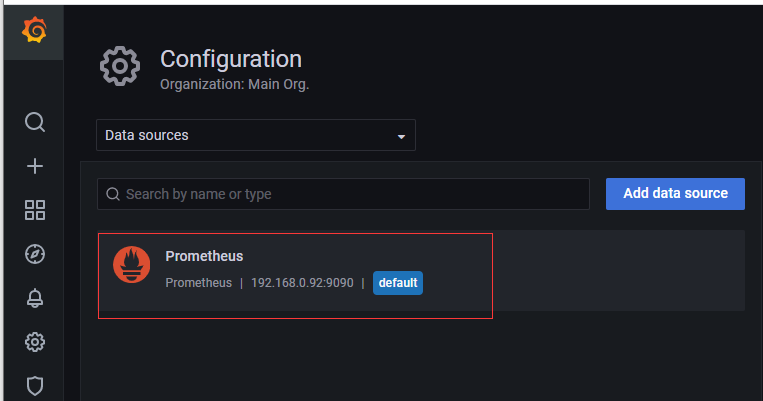 Configuration
Organization: Main Org.
Data sources
Search by name or type
Add data source
Prometheus
Prometheus | 192.168.0.92:9090 | default